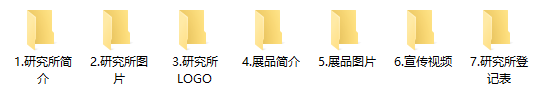 1.研究所简
介
2.研究所图
片
3.研究所
LOGO
4.展品简介
5.展品图片
6.宣传视频
7.研究所登
记表